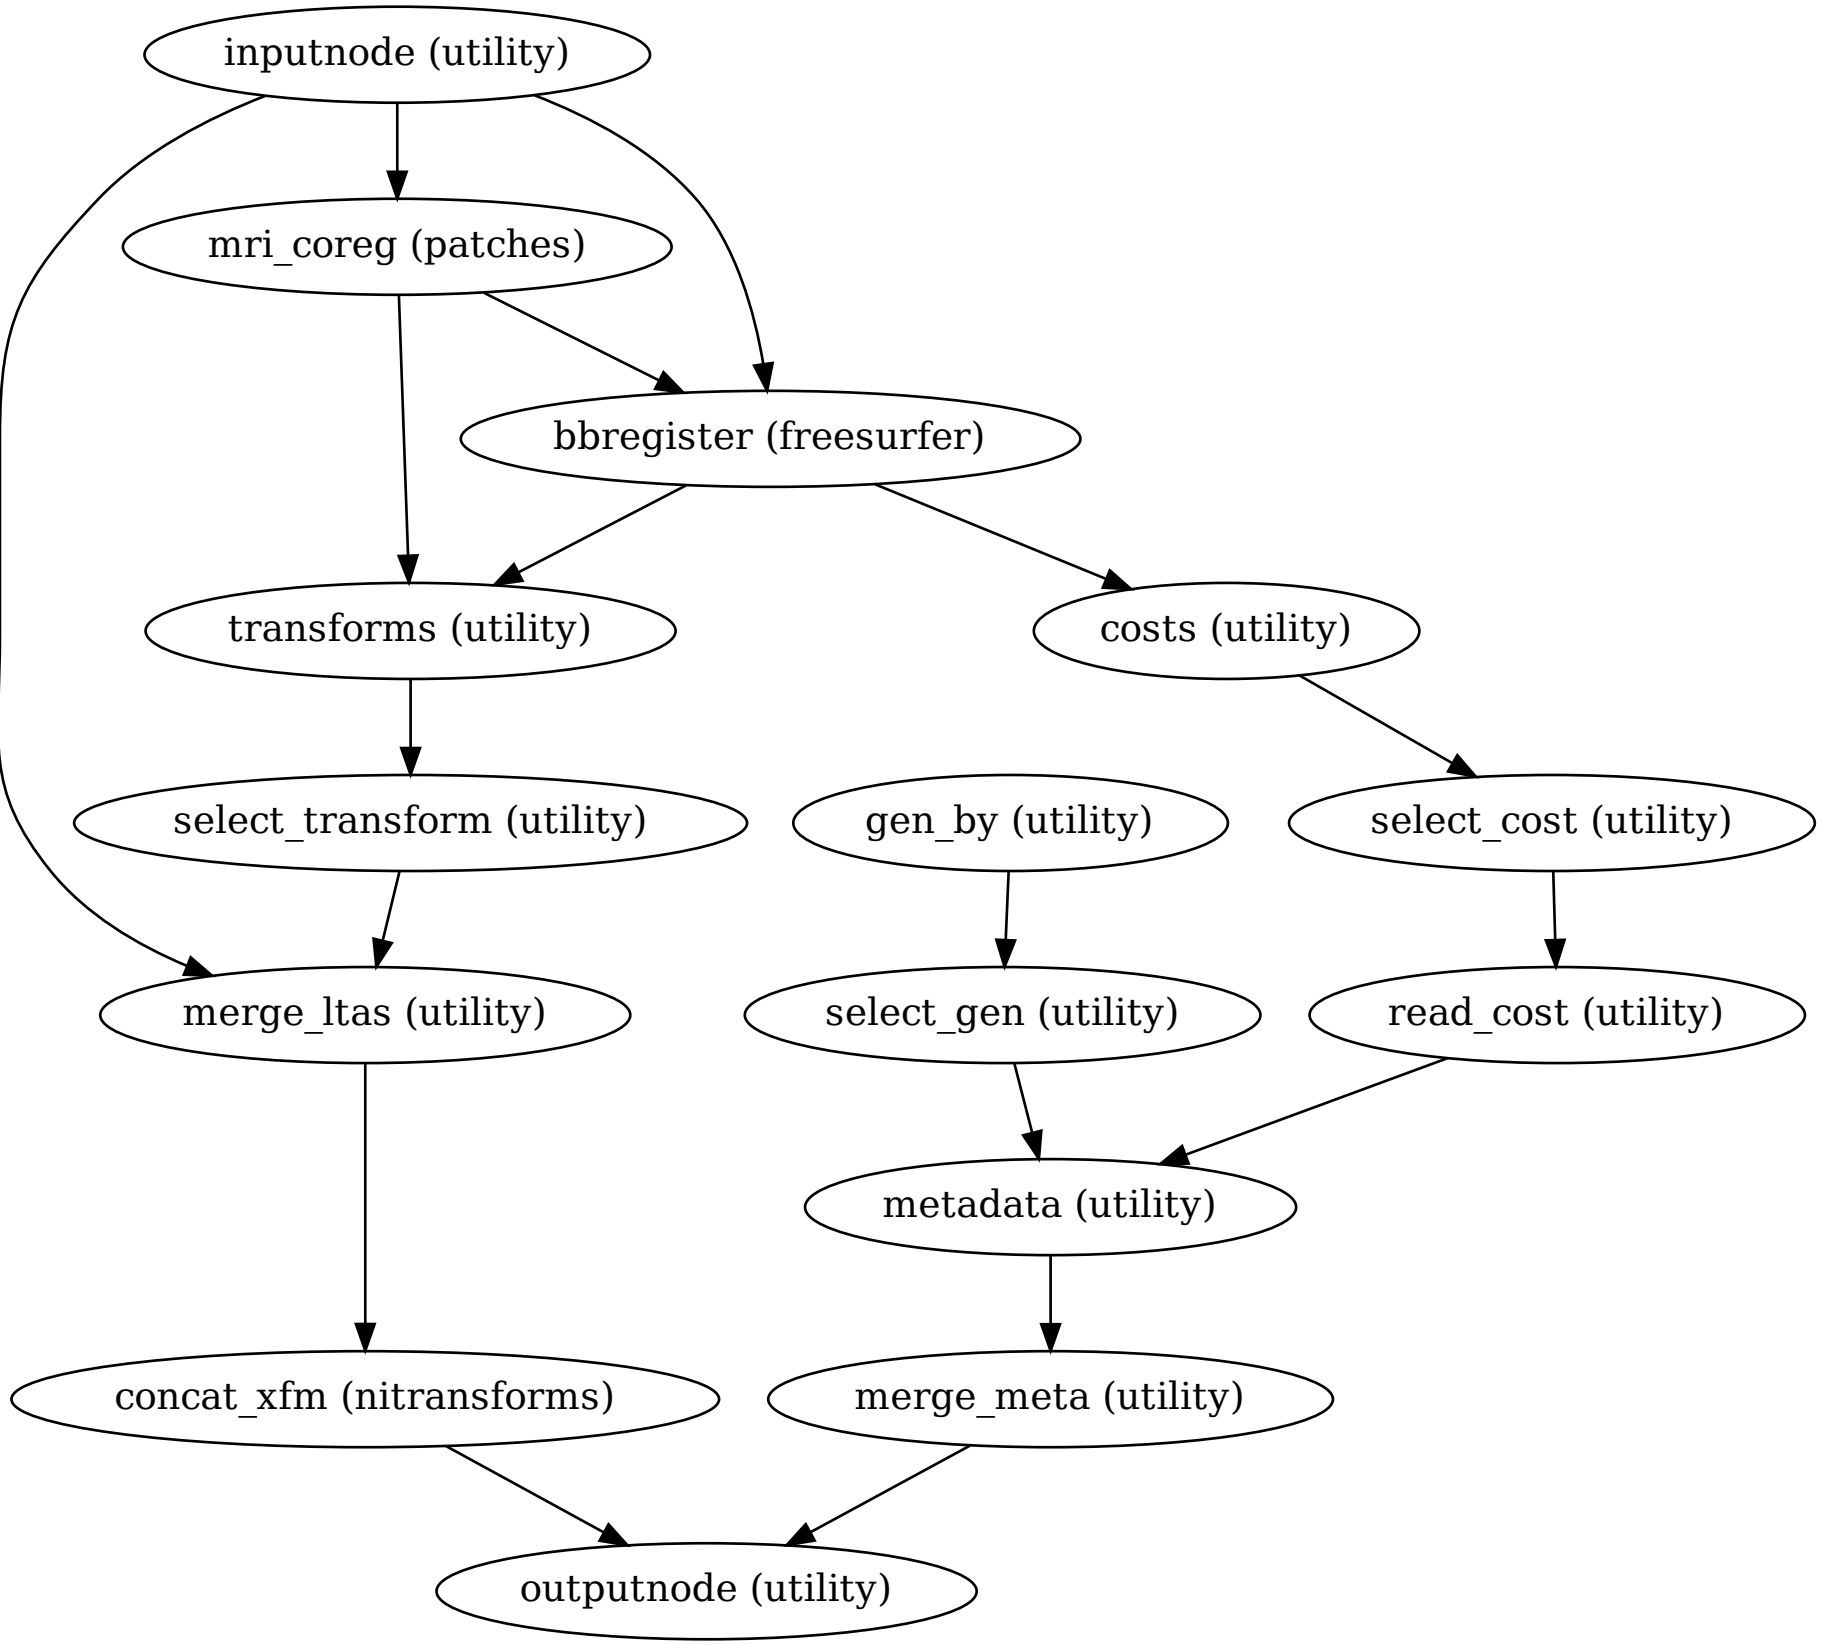 inputnode (utility)
mri_coreg (patches)
bbregister (freesurfer)
transforms (utility)
costs (utility)
select_transform (utility)
gen_by (utility)
select_cost (utility)
merge_ltas (utility)
select_gen (utility)
read_cost (utility)
metadata (utility)
concat_xfm (nitransforms)
merge_meta (utility)
outputnode (utility)